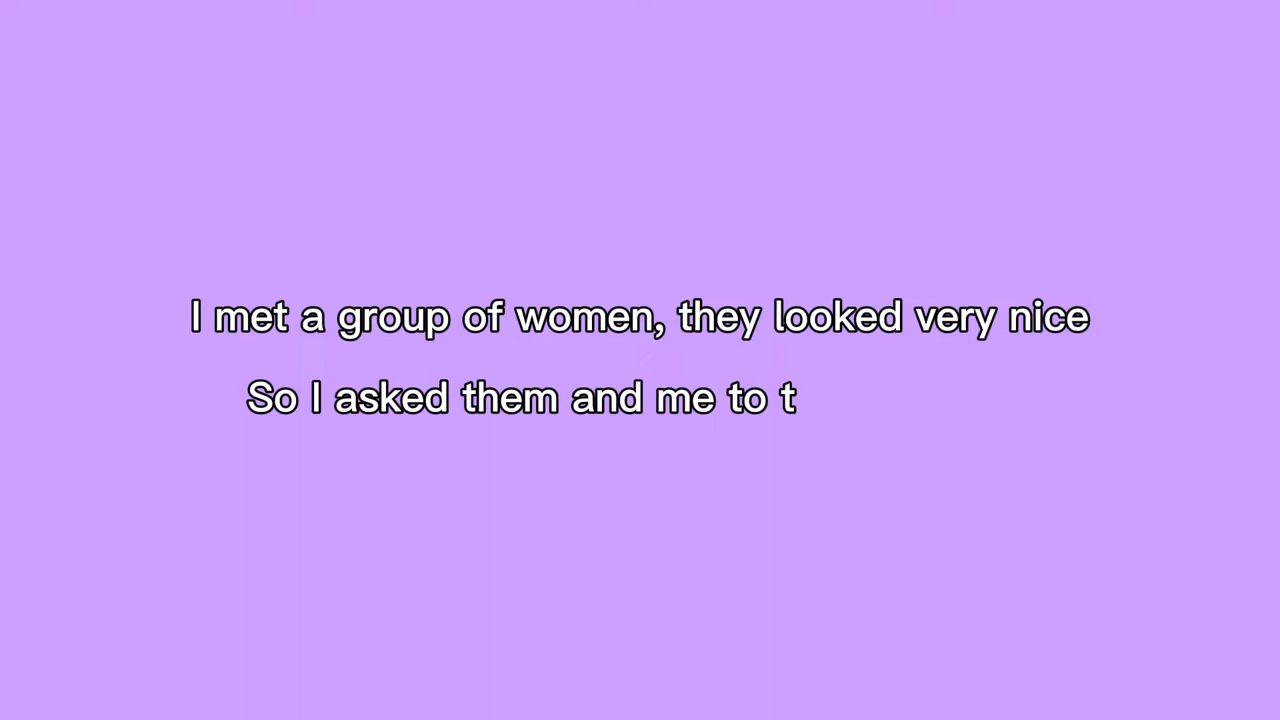 I met a group of women, they looked very nice
So I asked them and me to t